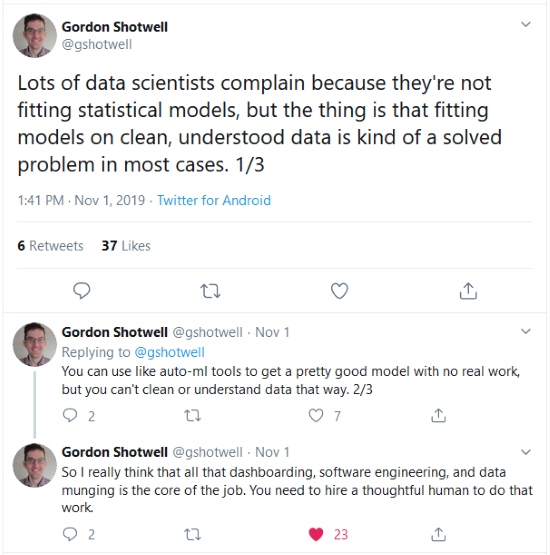 Gordon Shotwell
@gshotwell
Lots of data scientists complain because they're not
fitting statistical models, but the thing is that fitting
models on clean, understood data is kind of a solved
problem in most cases. 1/3
1:41 PM · Nov 1, 2019 · Twitter for Android
6 Retweets 37 Likes
Gordon Shotwell @gshotwell · Nov 1
Replying to @gshotwell
You can use like auto-ml tools to get a pretty good model with no real work,
but you can't clean or understand data that way. 2/3
2 7
Gordon Shotwell @gshotwell · Nov 1
So I really think that all that dashboarding, software engineering, and data
munging is the core of the job. You need to hire a thoughtful human to do that
work.
2 23